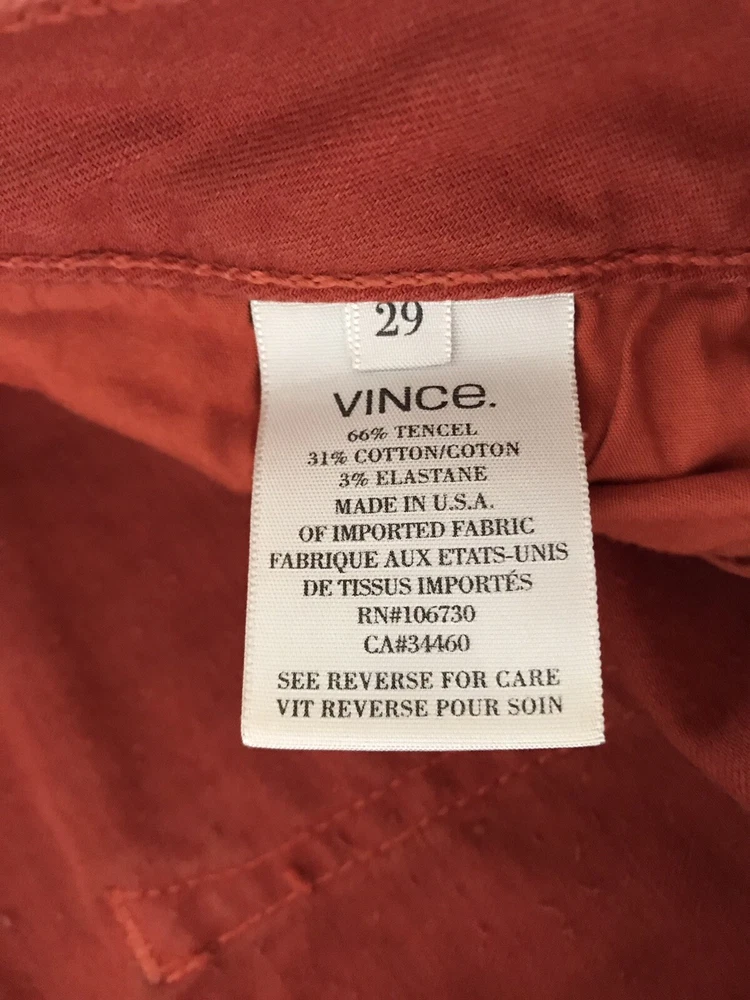 29
VINCe.
66% TENCEL
31% COTTON/COTON
3% ELASTANE
MADE IN U.S.A.
OF IMPORTED FABRIC
FABRIQUE AUX ETATS-UNIS
DE TISSUS IMPORTÉS
RN#106730
CA#34460
SEE REVERSE FOR CARE
VIT REVERSE POUR SOIN